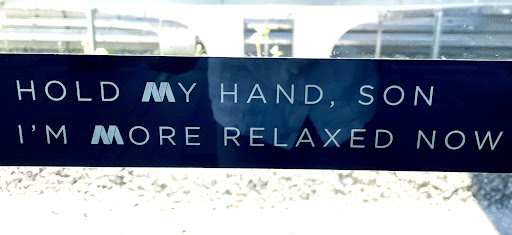 HOLD MY HAND, SON
I'M MORE RELAXED NOW